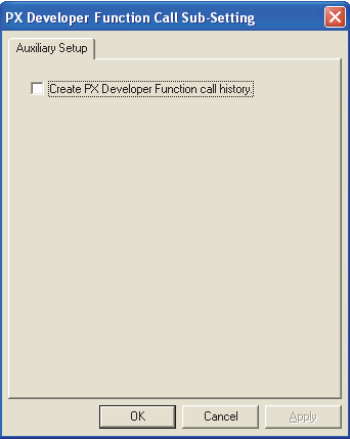 PX Developer Function Call Sub-Setting
Auxiliary Setup
Create PX Developer Function call history.
OK Cancel Apply